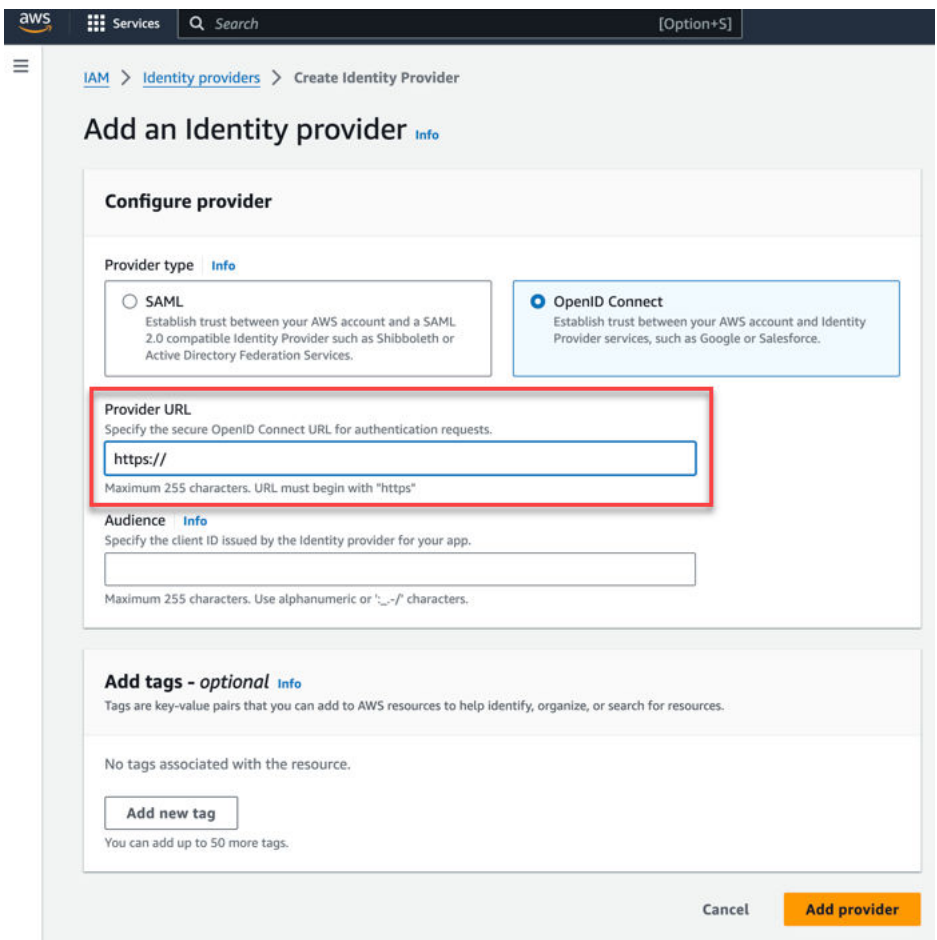 aws Services Search [Option+S]
IAM > Identity providers > Create Identity Provider
Add an Identity provider Info
Configure provider
Provider type Info
SAML
Establish trust between your AWS account and a SAML
2.0 compatible Identity Provider such as Shibboleth or
Active Directory Federation Services.
OpenID Connect
Establish trust between your AWS account and Identity
Provider services, such as Google or Salesforce.
Provider URL
Specify the secure OpenID Connect URL for authentication requests.
https://
Maximum 255 characters. URL must begin with "https"
Audience Info
Specify the client ID issued by the Identity provider for your app.
Maximum 255 characters. Use alphanumeric or ':_.-/' characters.
Add tags - optional Info
Tags are key-value pairs that you can add to AWS resources to help identify, organize, or search for resources.
No tags associated with the resource.
Add new tag
You can add up to 50 more tags.
Cancel Add provider